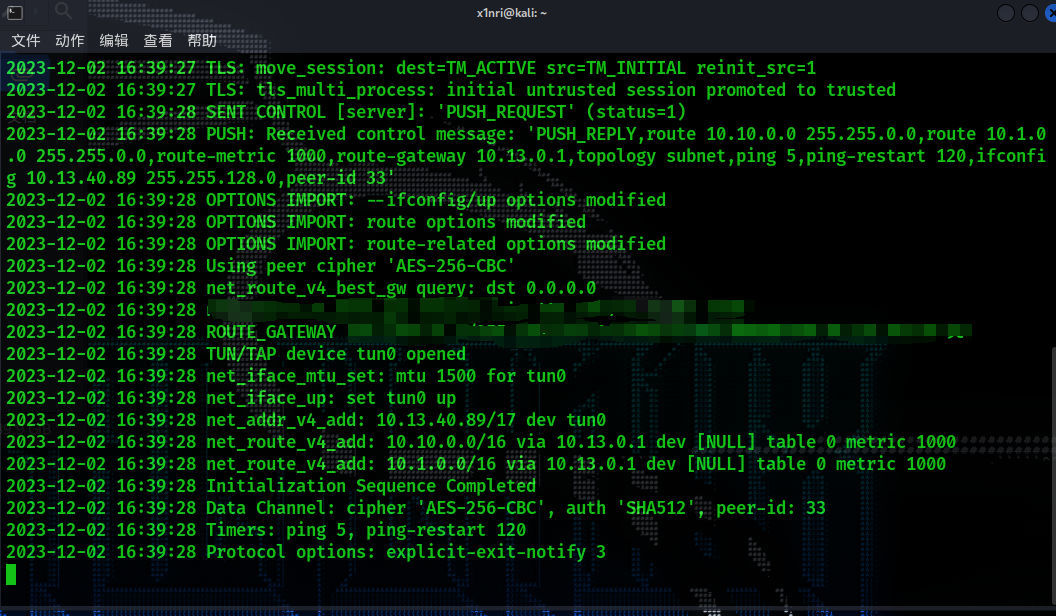 x1nri@kali: ~
文件 动作 编辑 查看 帮助
2023-12-02 16:39:27 TLS: move_session: dest=TM_ACTIVE src=TM_INITIAL reinit_src=1
2023-12-02 16:39:27 TLS: tls_multi_process: initial untrusted session promoted to trusted
2023-12-02 16:39:28 SENT CONTROL [server]: 'PUSH_REQUEST' (status=1)
2023-12-02 16:39:28 PUSH: Received control message: 'PUSH_REPLY,route 10.10.0.0 255.255.0.0,route 10.1.0
.0 255.255.0.0,route-metric 1000,route-gateway 10.13.0.1,topology subnet,ping 5,ping-restart 120,ifconfi
g 10.13.40.89 255.255.128.0,peer-id 33'
2023-12-02 16:39:28 OPTIONS IMPORT: --ifconfig/up options modified
2023-12-02 16:39:28 OPTIONS IMPORT: route options modified
2023-12-02 16:39:28 OPTIONS IMPORT: route-related options modified
2023-12-02 16:39:28 Using peer cipher 'AES-256-CBC'
2023-12-02 16:39:28 net_route_v4_best_gw query: dst 0.0.0.0
2023-12-02 16:39:28
2023-12-02 16:39:28 ROUTE_GATEWAY
2023-12-02 16:39:28 TUN/TAP device tun0 opened
2023-12-02 16:39:28 net_iface_mtu_set: mtu 1500 for tun0
2023-12-02 16:39:28 net_iface_up: set tun0 up
2023-12-02 16:39:28 net_addr_v4_add: 10.13.40.89/17 dev tun0
2023-12-02 16:39:28 net_route_v4_add: 10.10.0.0/16 via 10.13.0.1 dev [NULL] table 0 metric 1000
2023-12-02 16:39:28 net_route_v4_add: 10.1.0.0/16 via 10.13.0.1 dev [NULL] table 0 metric 1000
2023-12-02 16:39:28 Initialization Sequence Completed
2023-12-02 16:39:28 Data Channel: cipher 'AES-256-CBC', auth 'SHA512', peer-id: 33
2023-12-02 16:39:28 Timers: ping 5, ping-restart 120
2023-12-02 16:39:28 Protocol options: explicit-exit-notify 3